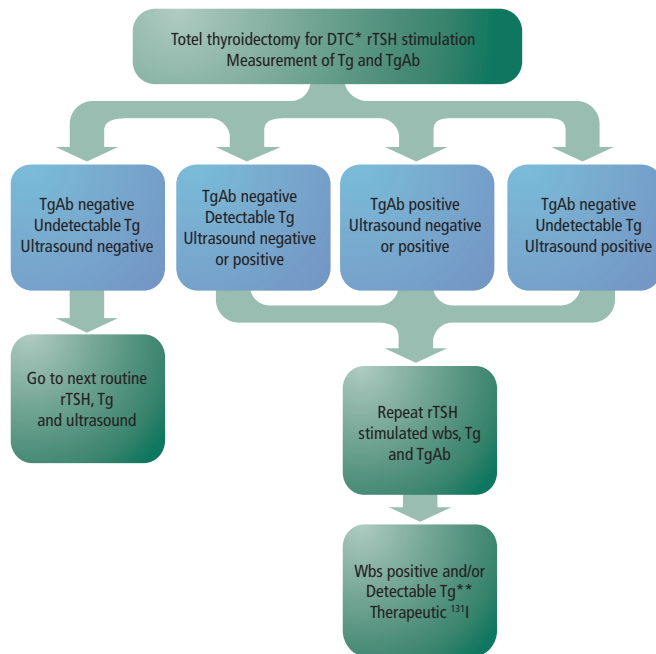 Totel thyroidectomy for DTC* rTSH stimulation
Measurement of Tg and TgAb
TgAb negative
Undetectable Tg
Ultrasound negative
TgAb negative
Detectable Tg
Ultrasound negative
or positive
TgAb positive
Ultrasound negative
or positive
TgAb negative
Undetectable Tg
Ultrasound positive
Go to next routine
rTSH, Tg
and ultrasound
Repeat rTSH
stimulated wbs, Tg
and TgAb
Wbs positive and/or
Detectable Tg**
Therapeutic ¹³¹I